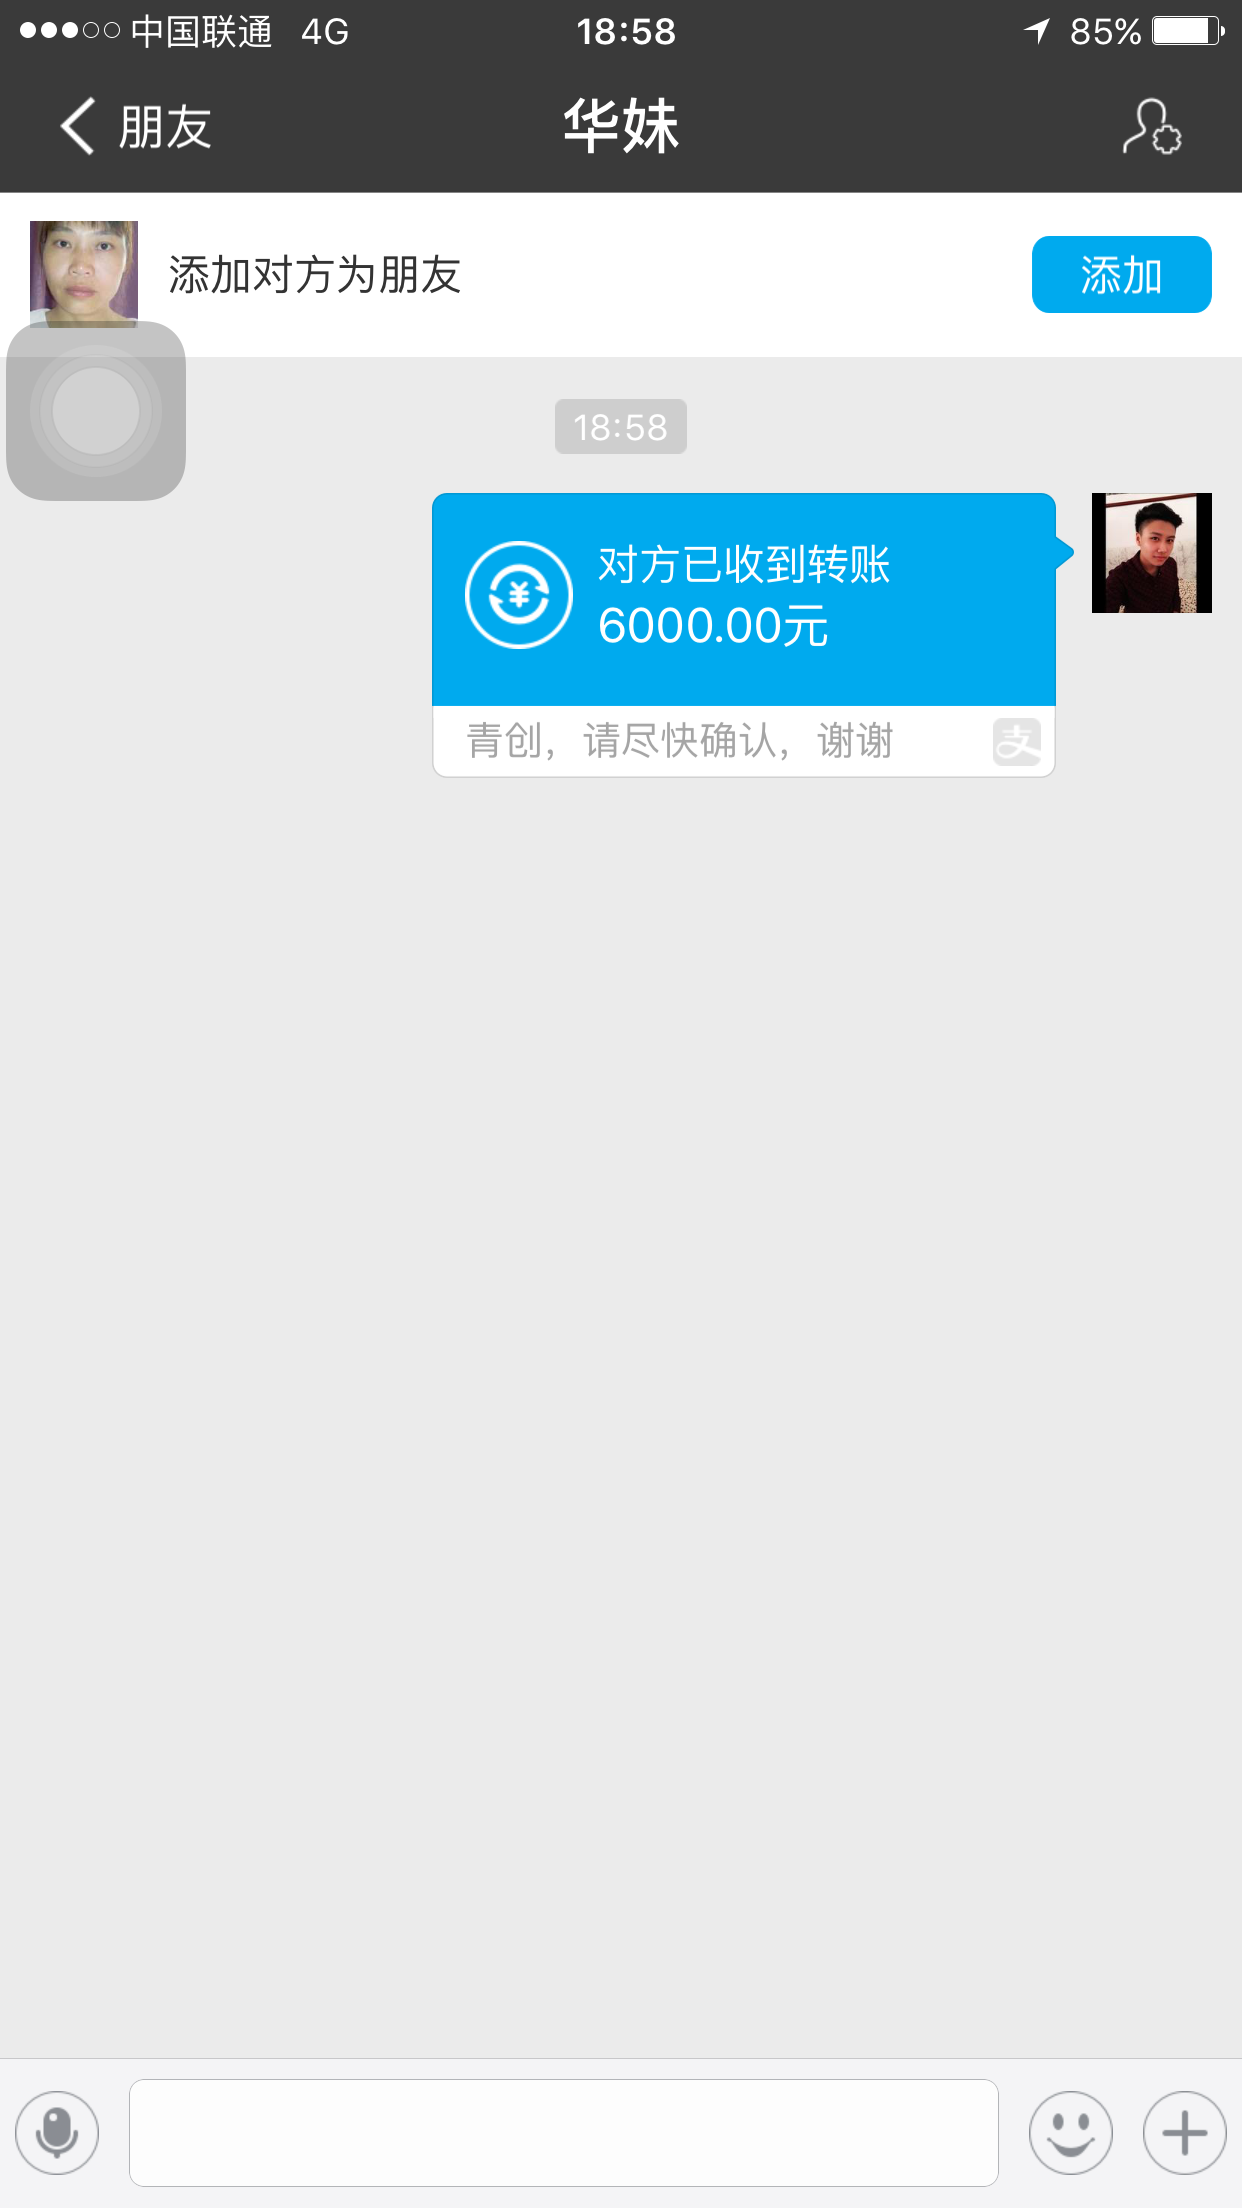 中国联通 4G 18:58 85%
朋友 华妹
添加对方为朋友 添加
18:58
对方已收到转账
6000.00元
青创，请尽快确认，谢谢 支